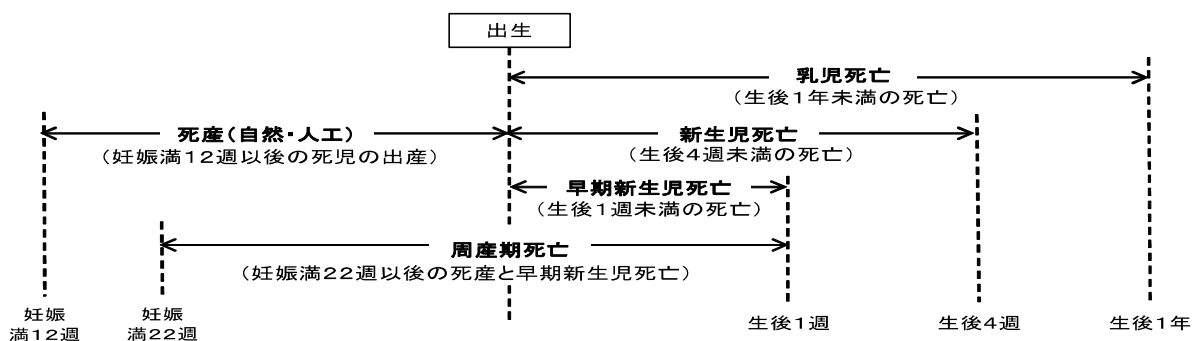 出生
乳児死亡
(生後1年未満の死亡)
死産(自然・人工)
(妊娠満12週以後の死児の出産)
新生児死亡
(生後4週未満の死亡)
早期新生児死亡
(生後1週未満の死亡)
周産期死亡
(妊娠満22週以後の死産と早期新生児死亡)
妊娠
満12週
妊娠
満22週
生後1週
生後4週
生後1年